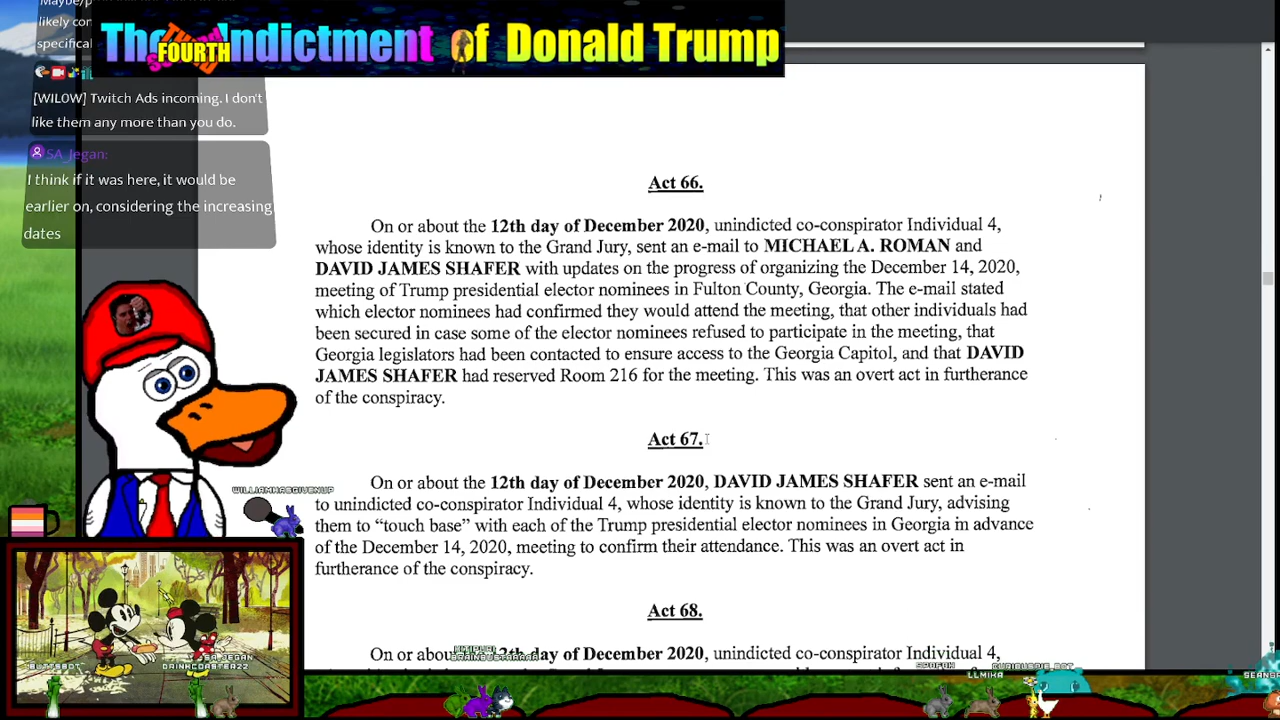 likely con
specifical
The FOURTH Indictment of Donald Trump
[WILOW] Twitch Ads incoming. I don't
like them any more than you do.
SA_Jegan:
I think if it was here, it would be
earlier on, considering the increasing
dates
Act 66.
On or about the 12th day of December 2020, unindicted co-conspirator Individual 4,
whose identity is known to the Grand Jury, sent an e-mail to MICHAEL A. ROMAN and
DAVID JAMES SHAFER with updates on the progress of organizing the December 14, 2020,
meeting of Trump presidential elector nominees in Fulton County, Georgia. The e-mail stated
which elector nominees had confirmed they would attend the meeting, that other individuals had
been secured in case some of the elector nominees refused to participate in the meeting, that
Georgia legislators had been contacted to ensure access to the Georgia Capitol, and that DAVID
JAMES SHAFER had reserved Room 216 for the meeting. This was an overt act in furtherance
of the conspiracy.
Act 67.
On or about the 12th day of December 2020, DAVID JAMES SHAFER sent an e-mail
to unindicted co-conspirator Individual 4, whose identity is known to the Grand Jury, advising
them to “touch base” with each of the Trump presidential elector nominees in Georgia in advance
of the December 14, 2020, meeting to confirm their attendance. This was an overt act in
furtherance of the conspiracy.
Act 68.
On or about the 12th day of December 2020, unindicted co-conspirator Individual 4,
WILLIAMHASGIVENUP
BUTTSBOT
SA_JEGAN
DRINKCOASTER22
LLMIKA